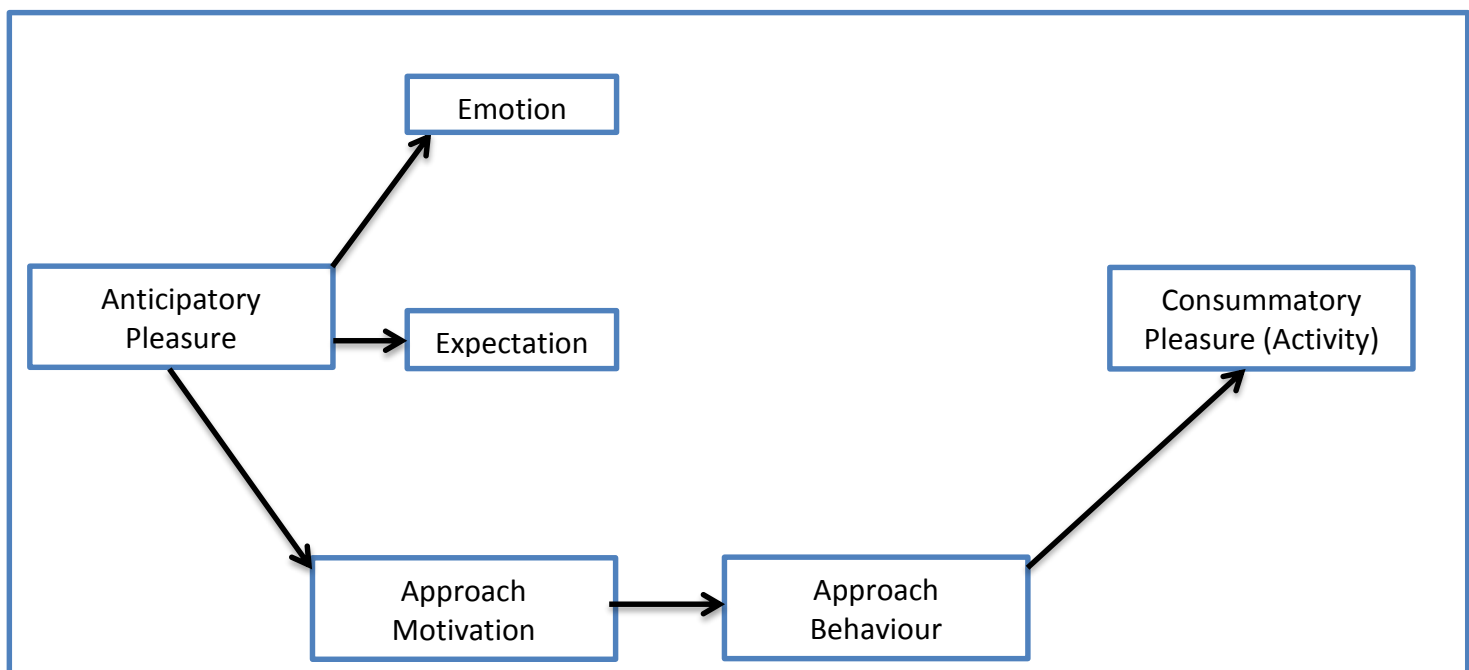 Emotion
Anticipatory
Pleasure
Expectation
Consummatory
Pleasure (Activity)
Approach
Motivation
Approach
Behaviour